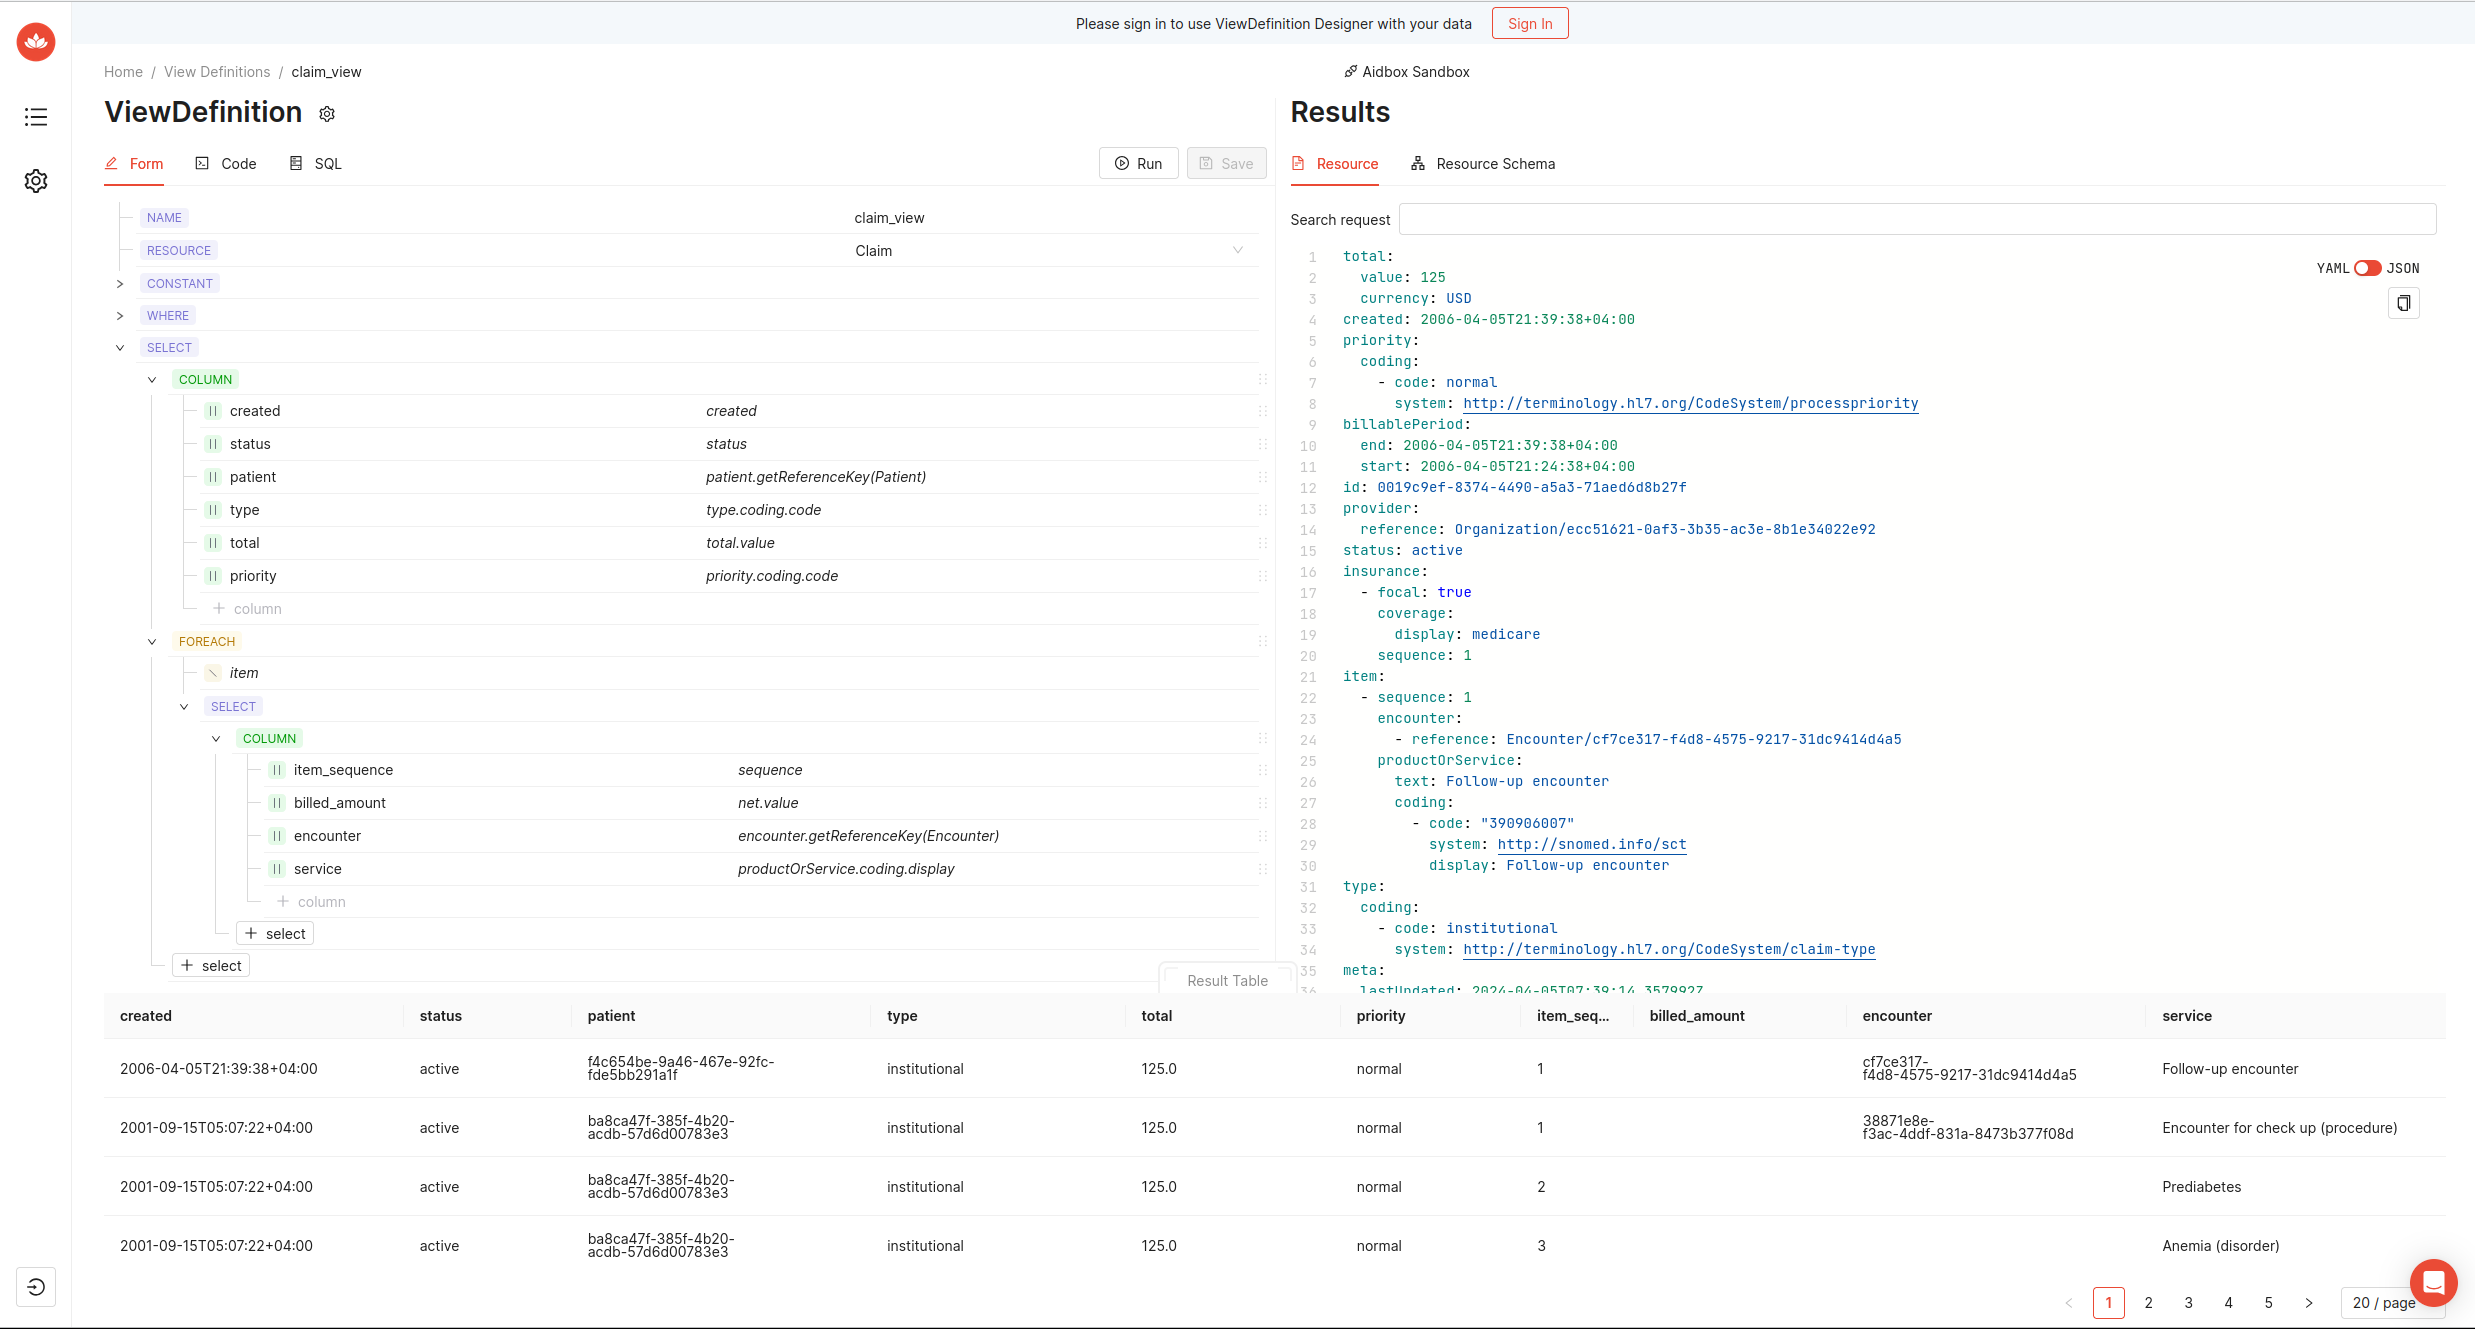 Please sign in to use ViewDefinition Designer with your data Sign In
Home / View Definitions / claim_view
Aidbox Sandbox
ViewDefinition
Form Code SQL Run Save
NAME claim_view
RESOURCE Claim
CONSTANT
WHERE
SELECT
COLUMN
created created
status status
patient patient.getReferenceKey(Patient)
type type.coding.code
total total.value
priority priority.coding.code
+ column
FOREACH
item
SELECT
COLUMN
item_sequence sequence
billed_amount net.value
encounter encounter.getReferenceKey(Encounter)
service productOrService.coding.display
+ column
+ select
+ select
Results
Resource Resource Schema
Search request
YAML JSON
1 total:
2 value: 125
3 currency: USD
4 created: 2006-04-05T21:39:38+04:00
5 priority:
6 coding:
7 - code: normal
8 system: http://terminology.hl7.org/CodeSystem/processpriority
9 billablePeriod:
10 end: 2006-04-05T21:39:38+04:00
11 start: 2006-04-05T21:24:38+04:00
12 id: 0019c9ef-8374-4490-a5a3-71aed6d8b27f
13 provider:
14 reference: Organization/ecc51621-0af3-3b35-ac3e-8b1e34022e92
15 status: active
16 insurance:
17 - focal: true
18 coverage:
19 display: medicare
20 sequence: 1
21 item:
22 - sequence: 1
23 encounter:
24 - reference: Encounter/cf7ce317-f4d8-4575-9217-31dc9414d4a5
25 productOrService:
26 text: Follow-up encounter
27 coding:
28 - code: "390906007"
29 system: http://snomed.info/sct
30 display: Follow-up encounter
31 type:
32 coding:
33 - code: institutional
34 system: http://terminology.hl7.org/CodeSystem/claim-type
35 meta:
36 lastUpdated: 2024-04-05T07:39:14.357992Z
Result Table
created status patient type total priority item_seq... billed_amount encounter service
2006-04-05T21:39:38+04:00 active f4c654be-9a46-467e-92fc-fde5bb291a1f institutional 125.0 normal 1 cf7ce317-f4d8-4575-9217-31dc9414d4a5 Follow-up encounter
2001-09-15T05:07:22+04:00 active ba8ca47f-385f-4b20-acdb-57d6d00783e3 institutional 125.0 normal 1 38871e8e-f3ac-4ddf-831a-8473b377f08d Encounter for check up (procedure)
2001-09-15T05:07:22+04:00 active ba8ca47f-385f-4b20-acdb-57d6d00783e3 institutional 125.0 normal 2 Prediabetes
2001-09-15T05:07:22+04:00 active ba8ca47f-385f-4b20-acdb-57d6d00783e3 institutional 125.0 normal 3 Anemia (disorder)
< 1 2 3 4 5 > 20 / page